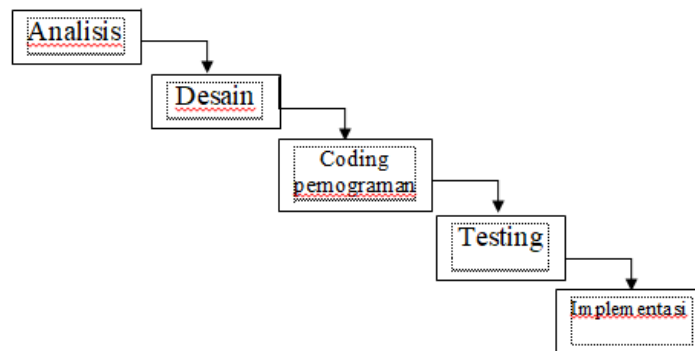 Analisis
Desain
Coding
pemograman
Testing
Implementasi